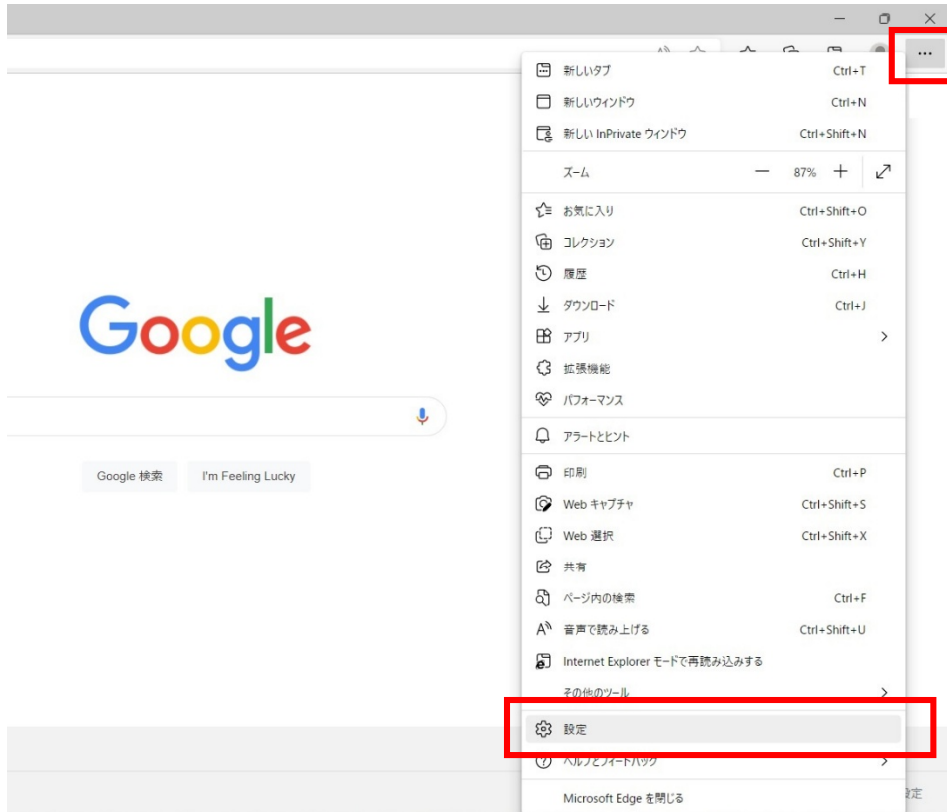 新しいタブ Ctrl+T
新しいウィンドウ Ctrl+N
新しい InPrivate ウィンドウ Ctrl+Shift+N
ズーム — 87% +
お気に入り Ctrl+Shift+O
コレクション Ctrl+Shift+Y
履歴 Ctrl+H
ダウンロード Ctrl+J
アプリ
拡張機能
パフォーマンス
アラートとヒント
印刷 Ctrl+P
Web キャプチャ Ctrl+Shift+S
Web 選択 Ctrl+Shift+X
共有
ページ内の検索 Ctrl+F
音声で読み上げる Ctrl+Shift+U
Internet Explorer モードで再読み込みする
その他のツール
設定
ヘルプとフィードバック
Microsoft Edge を閉じる
Google
Google 検索 I'm Feeling Lucky
設定